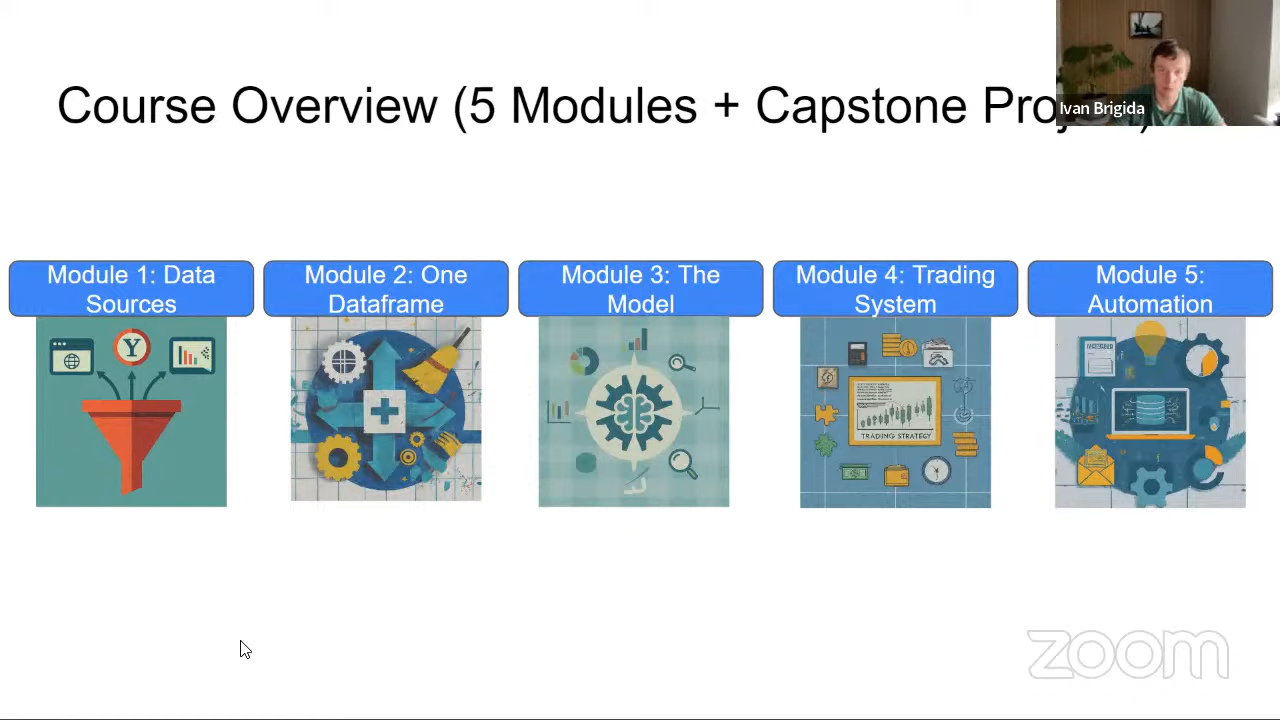 Course Overview (5 Modules + Capstone Proj
Ivan Brigida
Module 1: Data
Sources
Module 2: One
Dataframe
Module 3: The
Model
Module 4: Trading
System
Module 5:
Automation
Y
TRADING STRATEGY
zoom